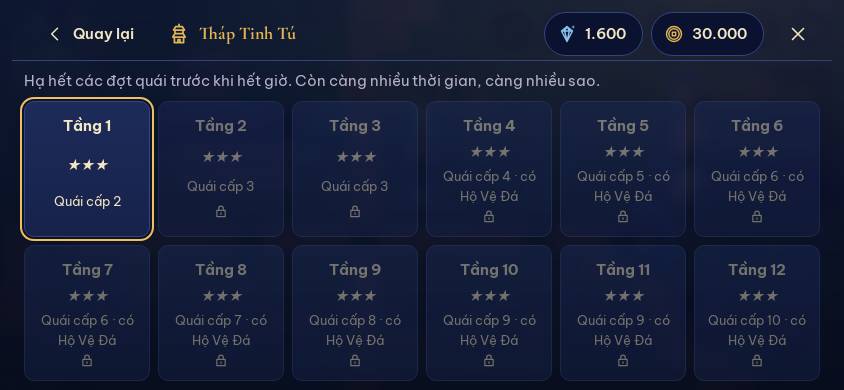 Quay lại
Tháp Tinh Tú
1.600
30.000
Hạ hết các đợt quái trước khi hết giờ. Còn càng nhiều thời gian, càng nhiều sao.
Tầng 1
★★★
Quái cấp 2
Tầng 2
★★★
Quái cấp 3
Tầng 3
★★★
Quái cấp 3
Tầng 4
★★★
Quái cấp 4 · có
Hộ Vệ Đá
Tầng 5
★★★
Quái cấp 5 · có
Hộ Vệ Đá
Tầng 6
★★★
Quái cấp 6 · có
Hộ Vệ Đá
Tầng 7
★★★
Quái cấp 6 · có
Hộ Vệ Đá
Tầng 8
★★★
Quái cấp 7 · có
Hộ Vệ Đá
Tầng 9
★★★
Quái cấp 8 · có
Hộ Vệ Đá
Tầng 10
★★★
Quái cấp 9 · có
Hộ Vệ Đá
Tầng 11
★★★
Quái cấp 9 · có
Hộ Vệ Đá
Tầng 12
★★★
Quái cấp 10 · có
Hộ Vệ Đá